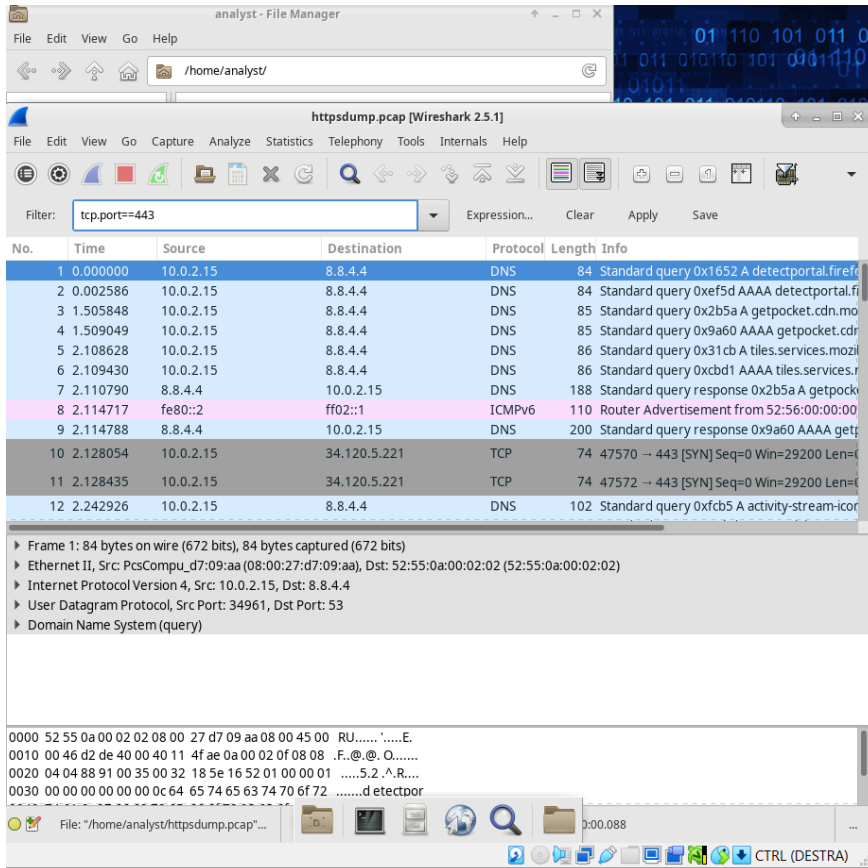 analyst - File Manager
File Edit View Go Help
/home/analyst/
01 110 101 011 0
httpsdump.pcap [Wireshark 2.5.1]
File Edit View Go Capture Analyze Statistics Telephony Tools Internals Help
Filter: tcp.port==443 Expression... Clear Apply Save
No. Time Source Destination Protocol Length Info
1 0.000000 10.0.2.15 8.8.4.4 DNS 84 Standard query 0x1652 A detectportal.firefo
2 0.002586 10.0.2.15 8.8.4.4 DNS 84 Standard query 0xef5d AAAA detectportal.fi
3 1.505848 10.0.2.15 8.8.4.4 DNS 85 Standard query 0x2b5a A getpocket.cdn.mo
4 1.509049 10.0.2.15 8.8.4.4 DNS 85 Standard query 0x9a60 AAAA getpocket.cd
5 2.108628 10.0.2.15 8.8.4.4 DNS 86 Standard query 0x31cb A tiles.services.mozil
6 2.109430 10.0.2.15 8.8.4.4 DNS 86 Standard query 0xcbd1 AAAA tiles.services.
7 2.110790 8.8.4.4 10.0.2.15 DNS 188 Standard query response 0x2b5a A getpock
8 2.114717 fe80::2 ff02::1 ICMPv6 110 Router Advertisement from 52:56:00:00:00
9 2.114788 8.8.4.4 10.0.2.15 DNS 200 Standard query response 0x9a60 AAAA getp
10 2.128054 10.0.2.15 34.120.5.221 TCP 74 47570 → 443 [SYN] Seq=0 Win=29200 Len=0
11 2.128435 10.0.2.15 34.120.5.221 TCP 74 47572 → 443 [SYN] Seq=0 Win=29200 Len=0
12 2.242926 10.0.2.15 8.8.4.4 DNS 102 Standard query 0xfcb5 A activity-stream-icon
Frame 1: 84 bytes on wire (672 bits), 84 bytes captured (672 bits)
Ethernet II, Src: PcsCompu_d7:09:aa (08:00:27:d7:09:aa), Dst: 52:55:0a:00:02:02 (52:55:0a:00:02:02)
Internet Protocol Version 4, Src: 10.0.2.15, Dst: 8.8.4.4
User Datagram Protocol, Src Port: 34961, Dst Port: 53
Domain Name System (query)
0000 52 55 0a 00 02 02 08 00 27 d7 09 aa 08 00 45 00 RU...... '.....E.
0010 00 46 d2 de 40 00 40 11 4f ae 0a 00 02 0f 08 08 .F..@.@. O.......
0020 04 04 88 91 00 35 00 32 18 5e 16 52 01 00 00 01 .....5.2 .^.R....
0030 00 00 00 00 00 00 0c 64 65 74 65 63 74 70 6f 72 .......d etectpor
File: "/home/analyst/httpsdump.pcap"... 0:00.088 ...
CTRL (DESTRA)